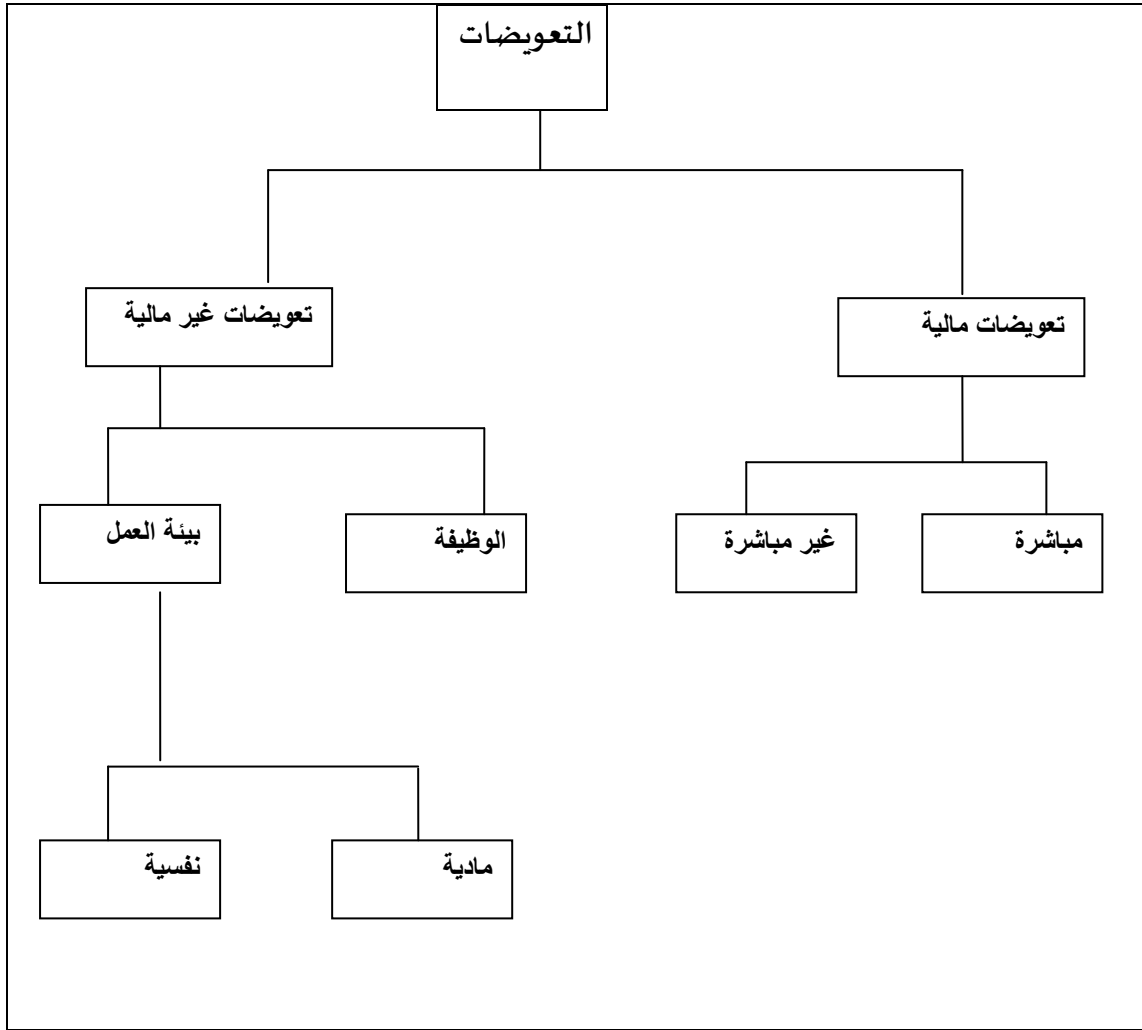 التعويضات
تعويضات مالية
تعويضات غير مالية
مباشرة
غير مباشرة
الوظيفة
بيئة العمل
مادية
نفسية